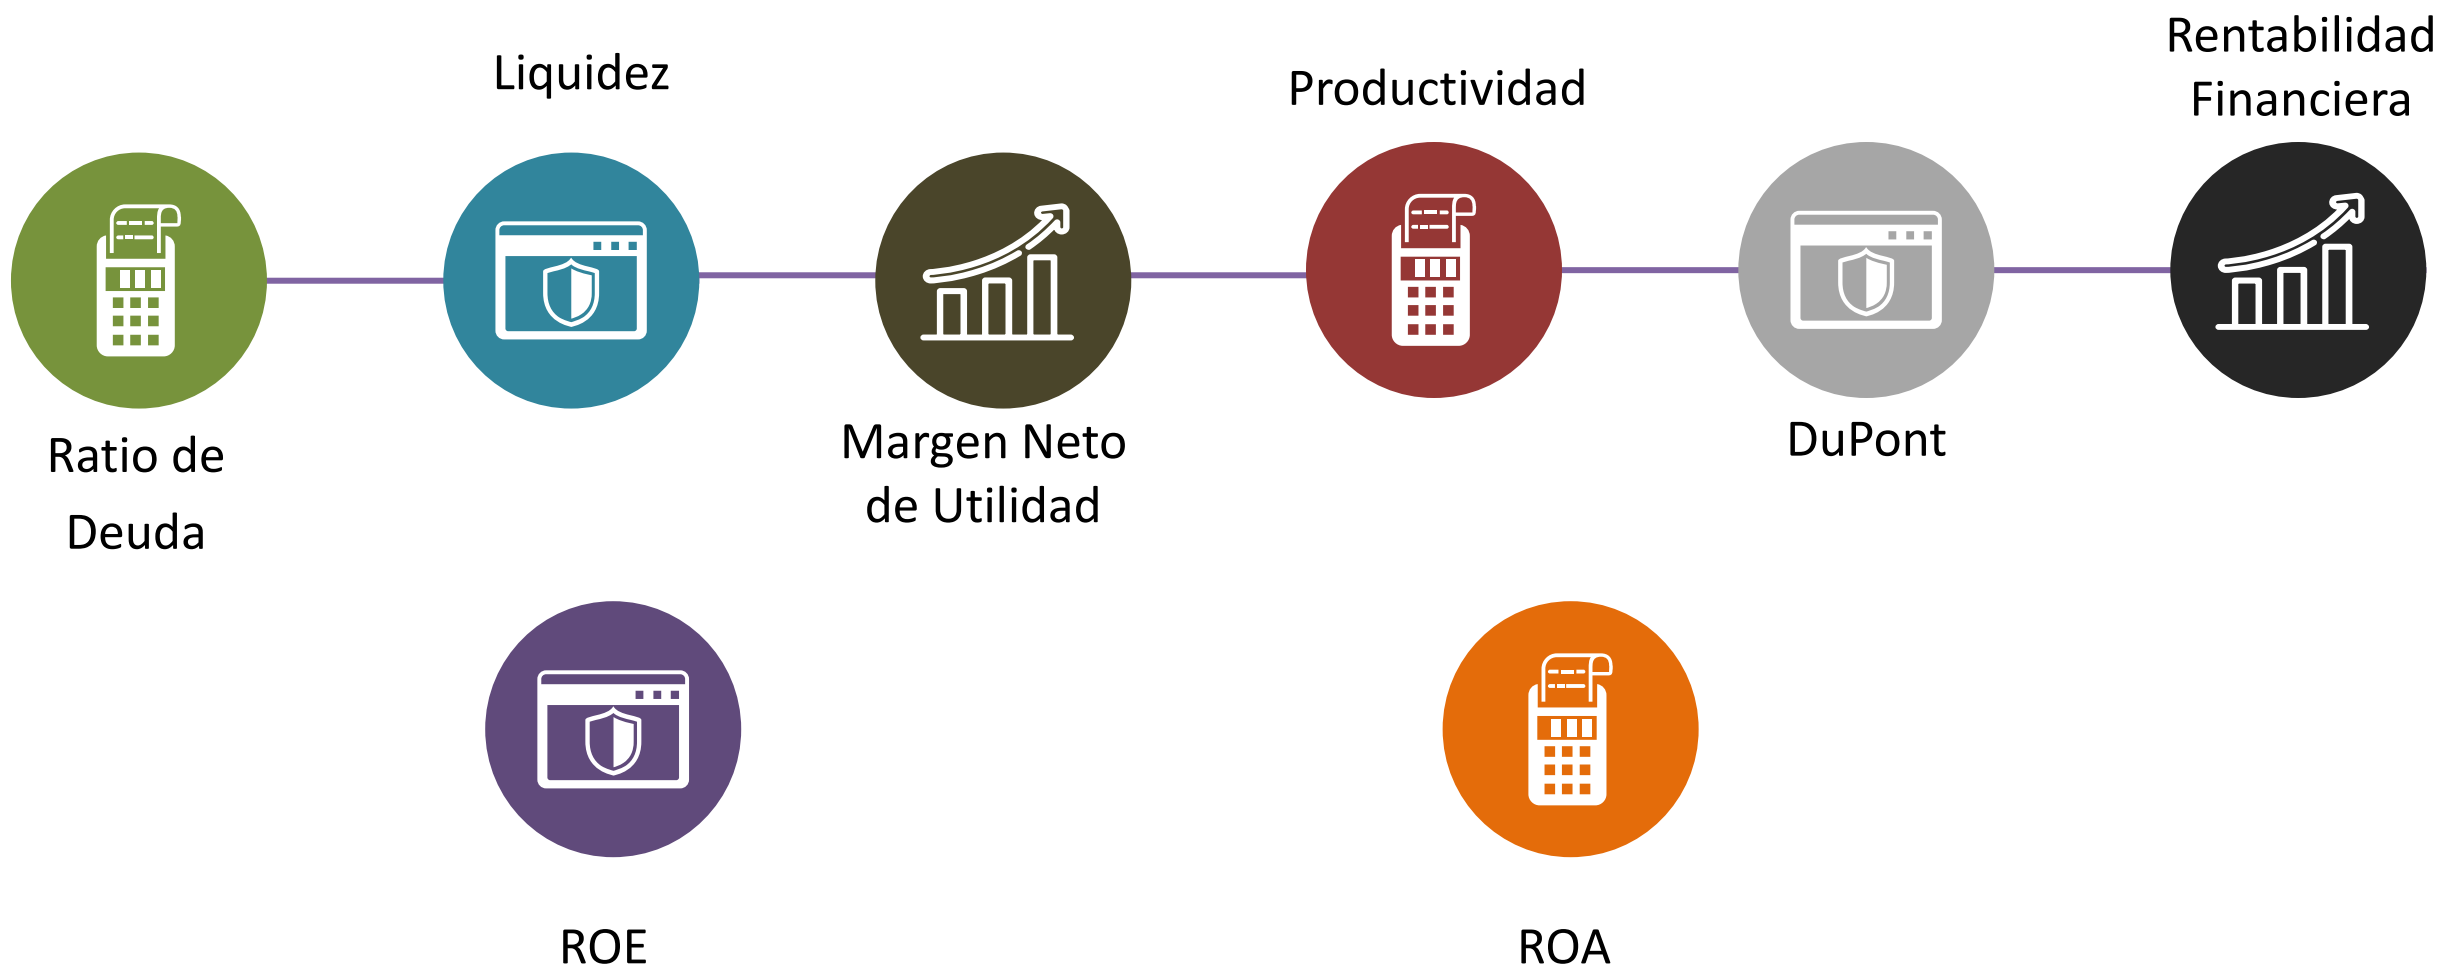 Ratio de
Deuda
Liquidez
Margen Neto
de Utilidad
Productividad
DuPont
Rentabilidad
Financiera
ROE
ROA